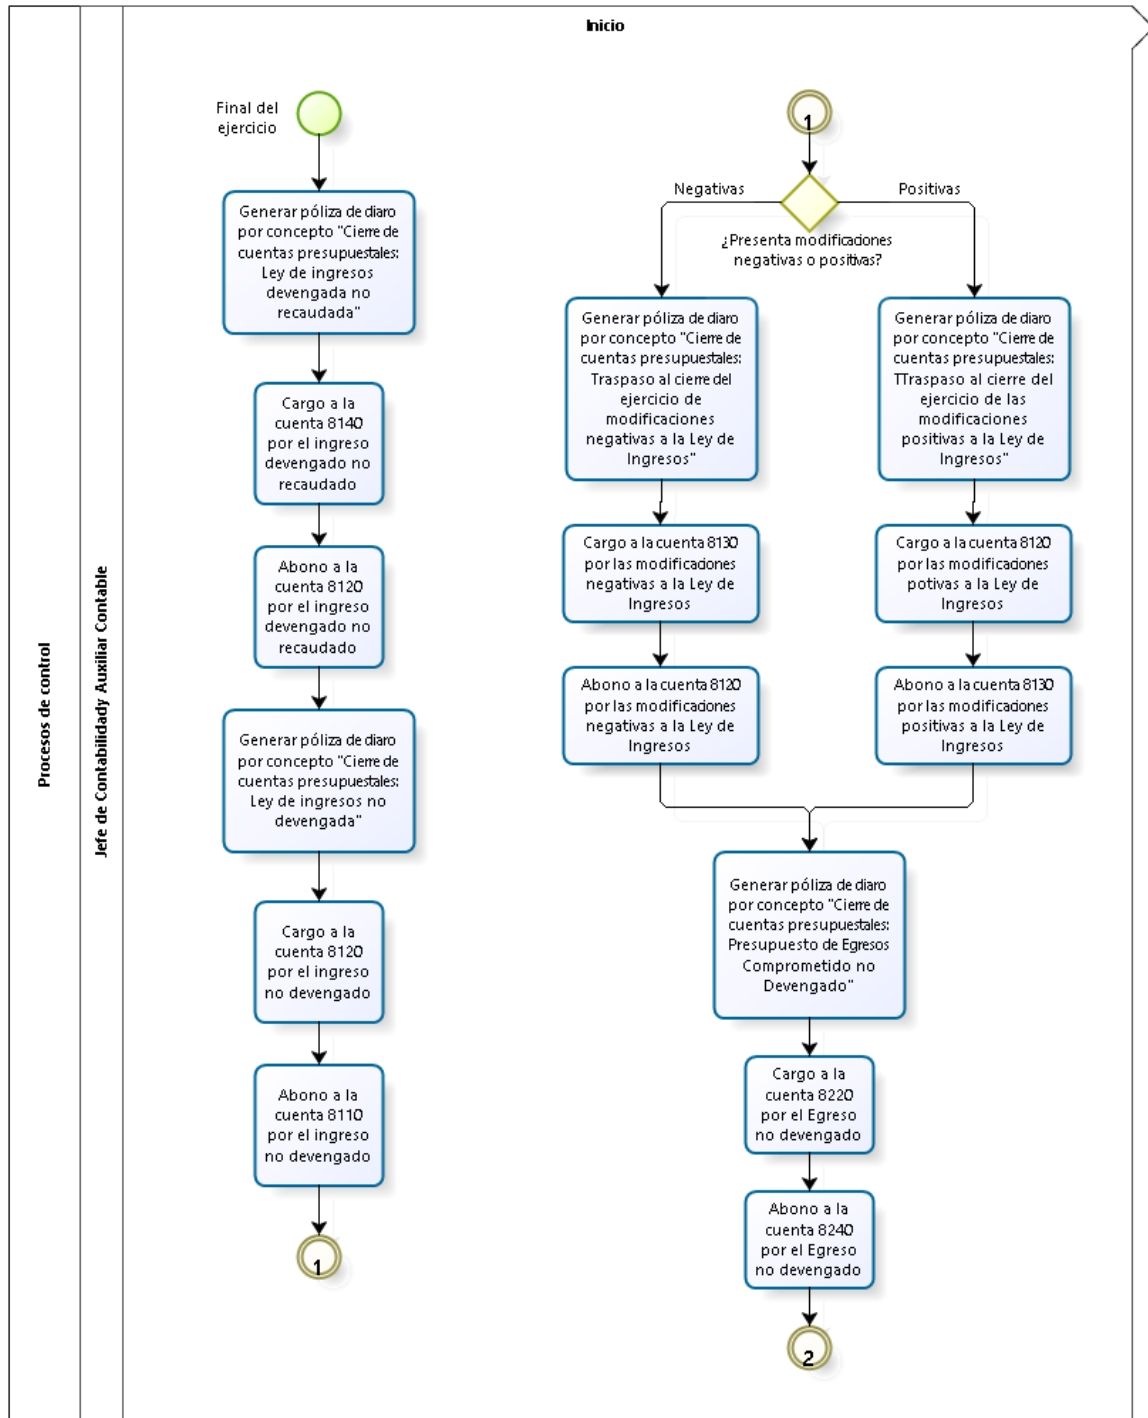 Inicio
Procesos de control
Jefe de Contabilidady Auxiliar Contable
Final del
ejercicio
Generar póliza de diaro
por concepto "Cierre de
cuentas presupuestales:
Ley de ingresos
devengada no
recaudada"
Cargo a la
cuenta 8140
por el ingreso
devengado no
recaudado
Abono a la
cuenta 8120
por el ingreso
devengado no
recaudado
Generar póliza de diaro
por concepto "Cierre de
cuentas presupuestales:
Ley de ingresos no
devengada"
Cargo a la
cuenta 8120
por el ingreso
no devengado
Abono a la
cuenta 8110
por el ingreso
no devengado
1
1
Negativas
Positivas
¿Presenta modificaciones
negativas o positivas?
Generar póliza de diaro
por concepto "Cierre de
cuentas presupuestales:
Traspaso al cierre del
ejercicio de
modificaciones
negativas a la Ley de
Ingresos"
Cargo a la cuenta 8130
por las modificaciones
negativas a la Ley de
Ingresos
Abono a la cuenta 8120
por las modificaciones
negativas a la Ley de
Ingresos
Generar póliza de diaro
por concepto "Cierre de
cuentas presupuestales:
TTraspaso al cierre del
ejercicio de las
modificaciones
positivas a la Ley de
Ingresos"
Cargo a la cuenta 8120
por las modificaciones
potivas a la Ley de
Ingresos
Abono a la cuenta 8130
por las modificaciones
positivas a la Ley de
Ingresos
Generar póliza de diaro
por concepto "Cierre de
cuentas presupuestales:
Presupuesto de Egresos
Comprometido no
Devengado"
Cargo a la
cuenta 8220
por el Egreso
no devengado
Abono a la
cuenta 8240
por el Egreso
no devengado
2